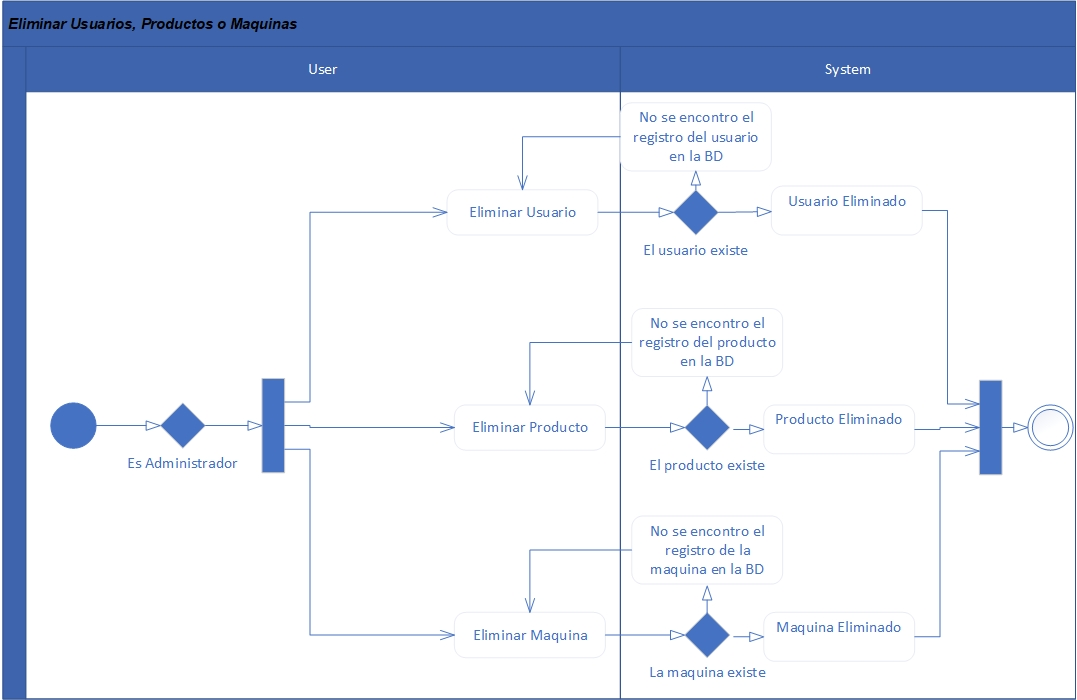 Eliminar Usuarios, Productos o Maquinas
User
System
No se encontro el
registro del usuario
en la BD
Eliminar Usuario
Usuario Eliminado
El usuario existe
No se encontro el
registro del producto
en la BD
Eliminar Producto
Producto Eliminado
Es Administrador
El producto existe
No se encontro el
registro de la
maquina en la BD
Eliminar Maquina
Maquina Eliminado
La maquina existe